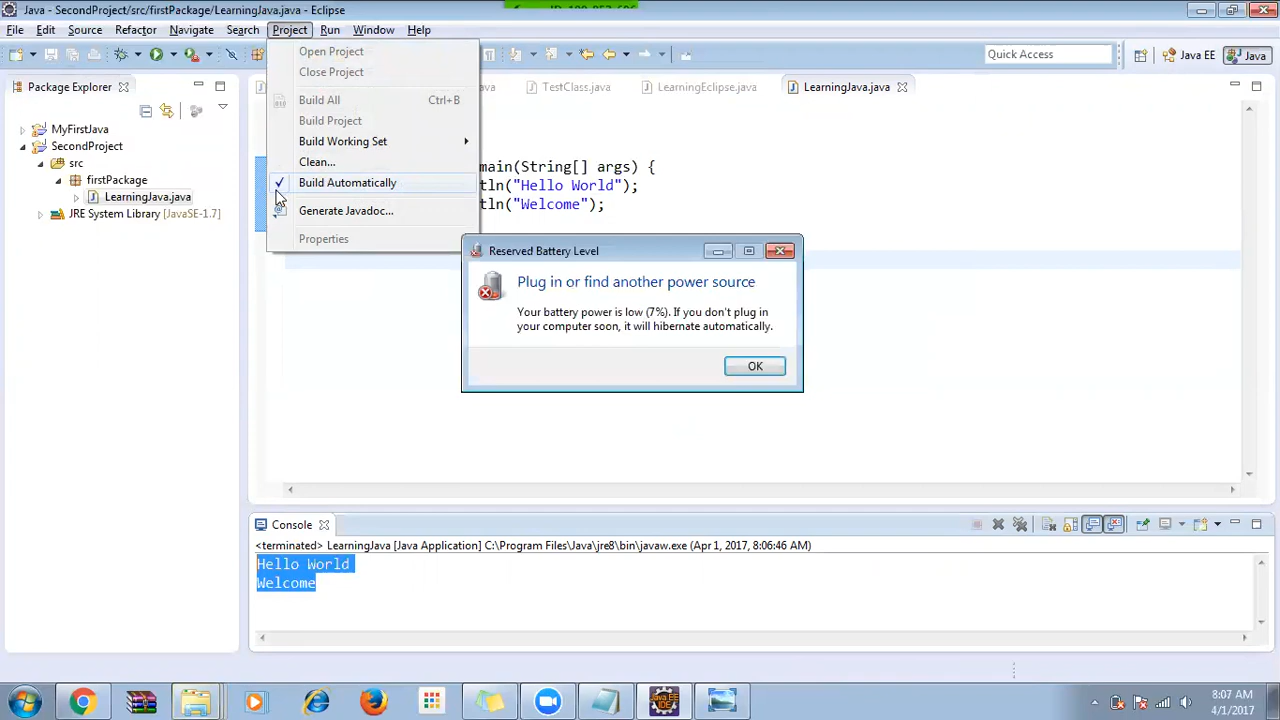 Java - SecondProject/src/firstPackage/LearningJava.java - Eclipse
File Edit Source Refactor Navigate Search Project Run Window Help
Quick Access
Java EE
Java
Package Explorer
MyFirstJava
SecondProject
src
firstPackage
LearningJava.java
JRE System Library [JavaSE-1.7]
Open Project
Close Project
Build All Ctrl+B
Build Project
Build Working Set
Clean...
Build Automatically
Generate Javadoc...
Properties
TestClass.java
LearningEclipse.java
LearningJava.java
main(String[] args) {
tln("Hello World");
tln("Welcome");
Reserved Battery Level
Plug in or find another power source
Your battery power is low (7%). If you don't plug in
your computer soon, it will hibernate automatically.
OK
Console
<terminated> LearningJava [Java Application] C:\Program Files\Java\jre8\bin\javaw.exe (Apr 1, 2017, 8:06:46 AM)
Hello World
Welcome
Java EE
IDE
8:07 AM
4/1/2017